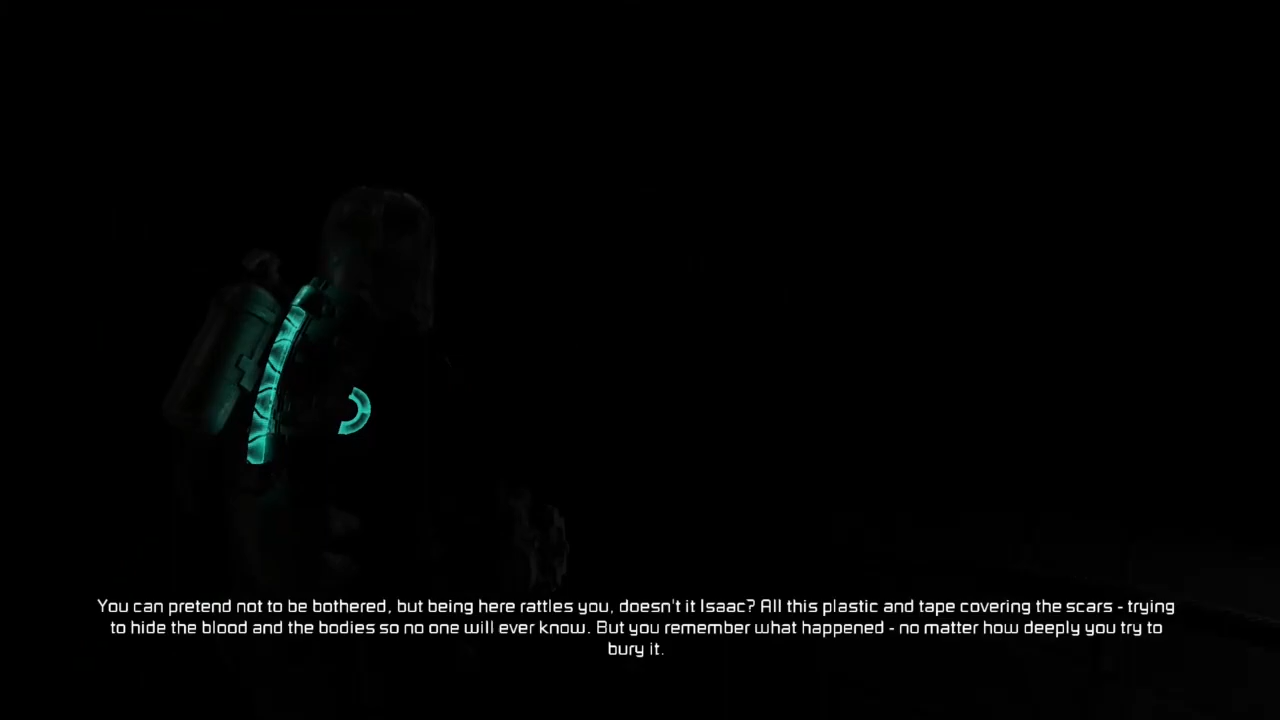 You can pretend not to be bothered, but being here rattles you, doesn't it Isaac? All this plastic and tape covering the scars - trying
to hide the blood and the bodies so no one will ever know. But you remember what happened - no matter how deeply you try to
bury it.